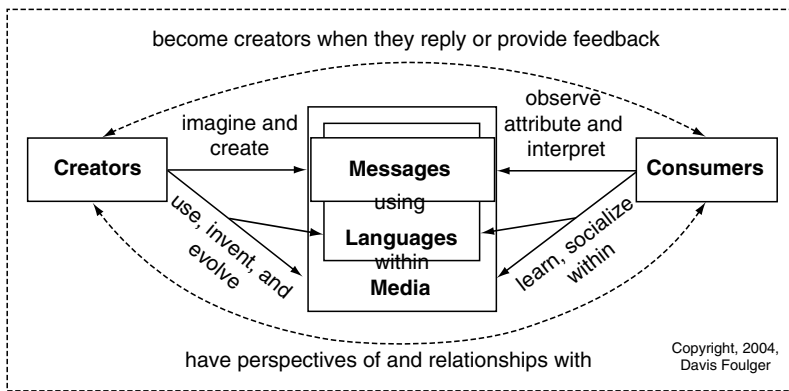 become creators when they reply or provide feedback
imagine and
create
observe
attribute and
interpret
Creators
Messages
Consumers
using
Languages
within
Media
use, invent, and
evolve
learn, socialize
within
have perspectives of and relationships with
Copyright, 2004,
Davis Foulger